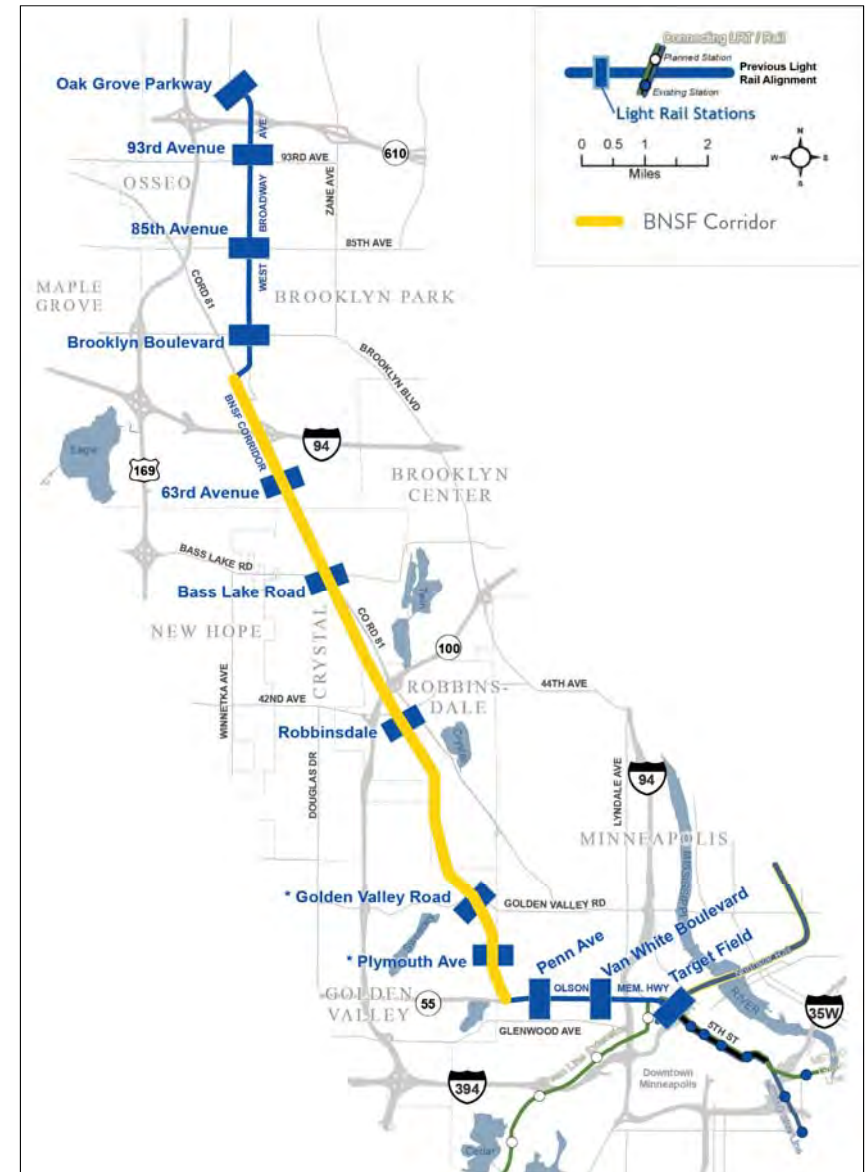 Connecting LRT / Rail
Planned Station
Existing Station
Previous Light
Rail Alignment
Light Rail Stations
0 0.5 1 2
Miles
N
W
S
BNSF Corridor
Oak Grove Parkway
AVE
610
93rd Avenue
93RD AVE
OSSEO
BROADWAY
ZANE AVE
85th Avenue
85TH AVE
WEST
CO RD 81
MAPLE
GROVE
BROOKLYN PARK
Brooklyn Boulevard
BROOKLYN BLVD
BNSF CORRIDOR
94
Eagle
169
63rd Avenue
BROOKLYN
CENTER
BASS LAKE RD
Bass Lake Road
Twin
NEW HOPE
CRYSTAL
CO RD 81
100
WINNETKA AVE
42ND AVE
ROBBINS-
DALE
44TH AVE
Robbinsdale
Crystal
DOUGLAS DR
LYNDALE AVE
94
MINNEAPOLIS
* Golden Valley Road
GOLDEN VALLEY RD
* Plymouth Ave
Penn Ave
Van White Boulevard
Target Field
RIVER
GOLDEN
VALLEY
55
OLSON
MEM. HWY
35W
GLENWOOD AVE
5TH ST
Downtown
Minneapolis
394
Cedar